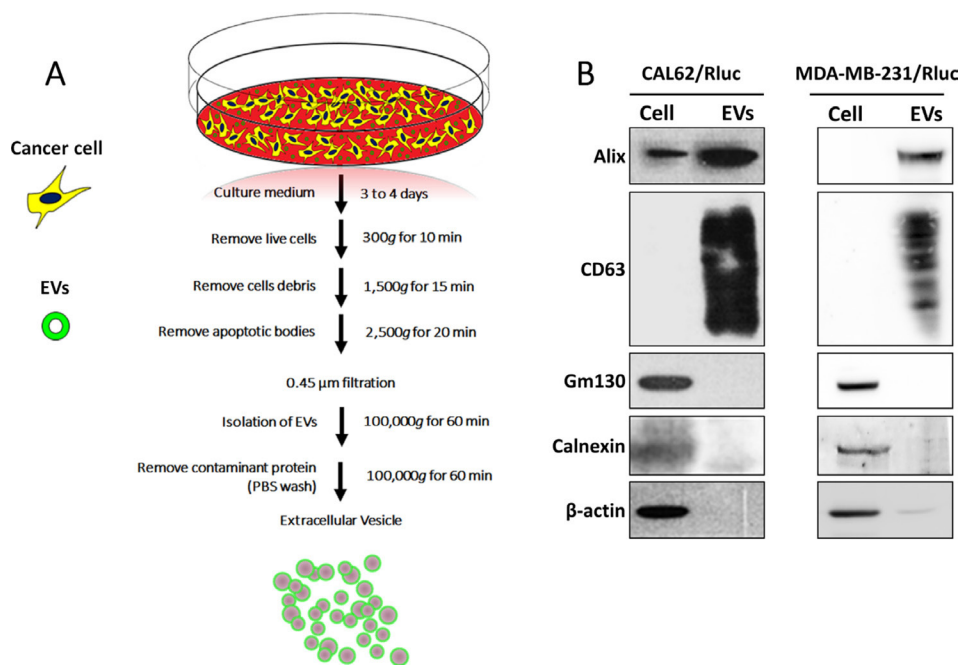 A
Cancer cell
EVs
Culture medium 3 to 4 days
Remove live cells 300g for 10 min
Remove cells debris 1,500g for 15 min
Remove apoptotic bodies 2,500g for 20 min
0.45 µm filtration
Isolation of EVs 100,000g for 60 min
Remove contaminant protein
(PBS wash) 100,000g for 60 min
Extracellular Vesicle
B
CAL62/Rluc MDA-MB-231/Rluc
Cell EVs Cell EVs
Alix
CD63
Gm130
Calnexin
β-actin